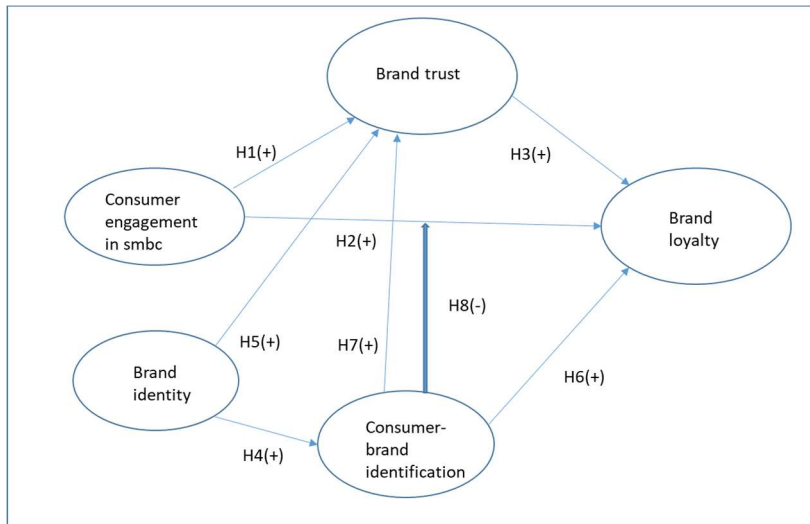 Brand trust
H1(+)
H3(+)
Consumer
engagement
in smbc
Brand
loyalty
H2(+)
H8(-)
H5(+)
H7(+)
Brand
identity
H6(+)
Consumer-
brand
identification
H4(+)